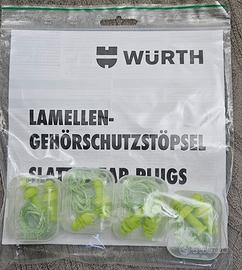 WÜRTH
LAMELLEN-
GEHÖRSCHUTZSTÖPSEL
EAR PLUGS